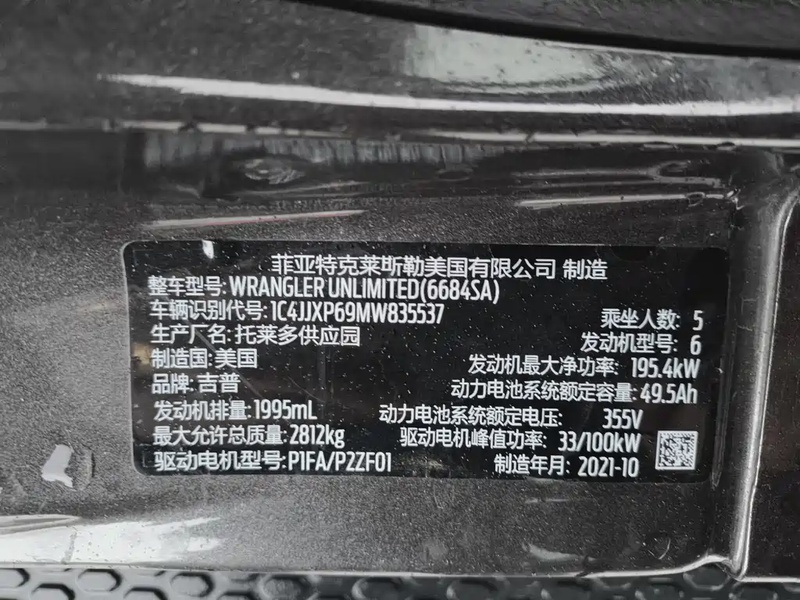 菲亚特克莱斯勒美国有限公司 制造
整车型号: WRANGLER UNLIMITED(6684SA)
车辆识别代号:1C4JJXP69MW835537 乘坐人数: 5
生产厂名: 托莱多供应园 发动机型号: 6
制造国: 美国 发动机最大净功率: 195.4kW
品牌: 吉普 动力电池系统额定容量: 49.5Ah
发动机排量: 1995mL 动力电池系统额定电压: 355V
最大允许总质量: 2812kg 驱动电机峰值功率: 33/100kW
驱动电机型号: P1FA/P2ZF01 制造年月: 2021-10